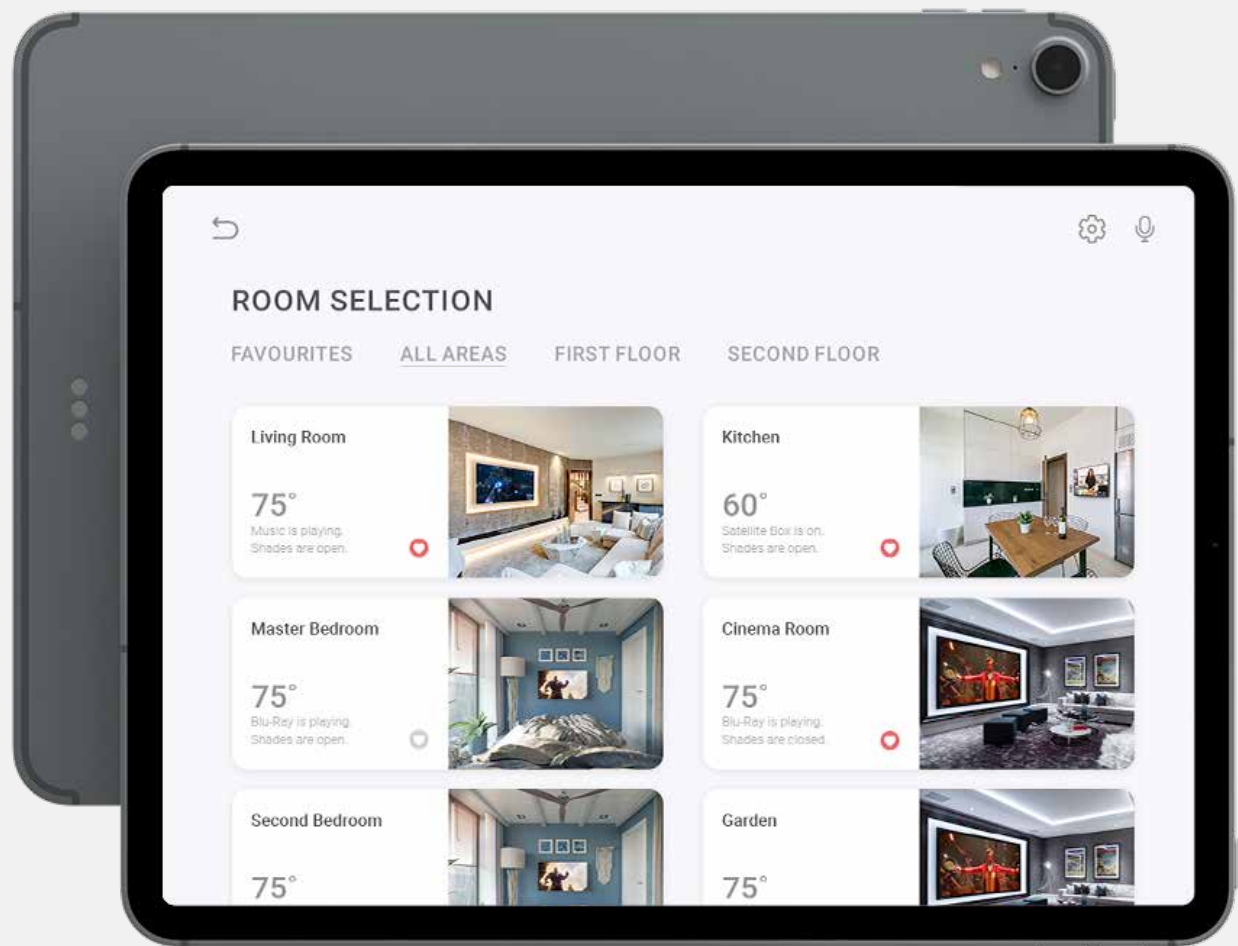 ROOM SELECTION
FAVOURITES ALL AREAS FIRST FLOOR SECOND FLOOR
Living Room
75°
Music is playing.
Shades are open.
Kitchen
60°
Satellite Box is on.
Shades are open.
Master Bedroom
75°
Blu-Ray is playing.
Shades are open.
Cinema Room
75°
Blu-Ray is playing.
Shades are closed.
Second Bedroom
75°
Garden
75°